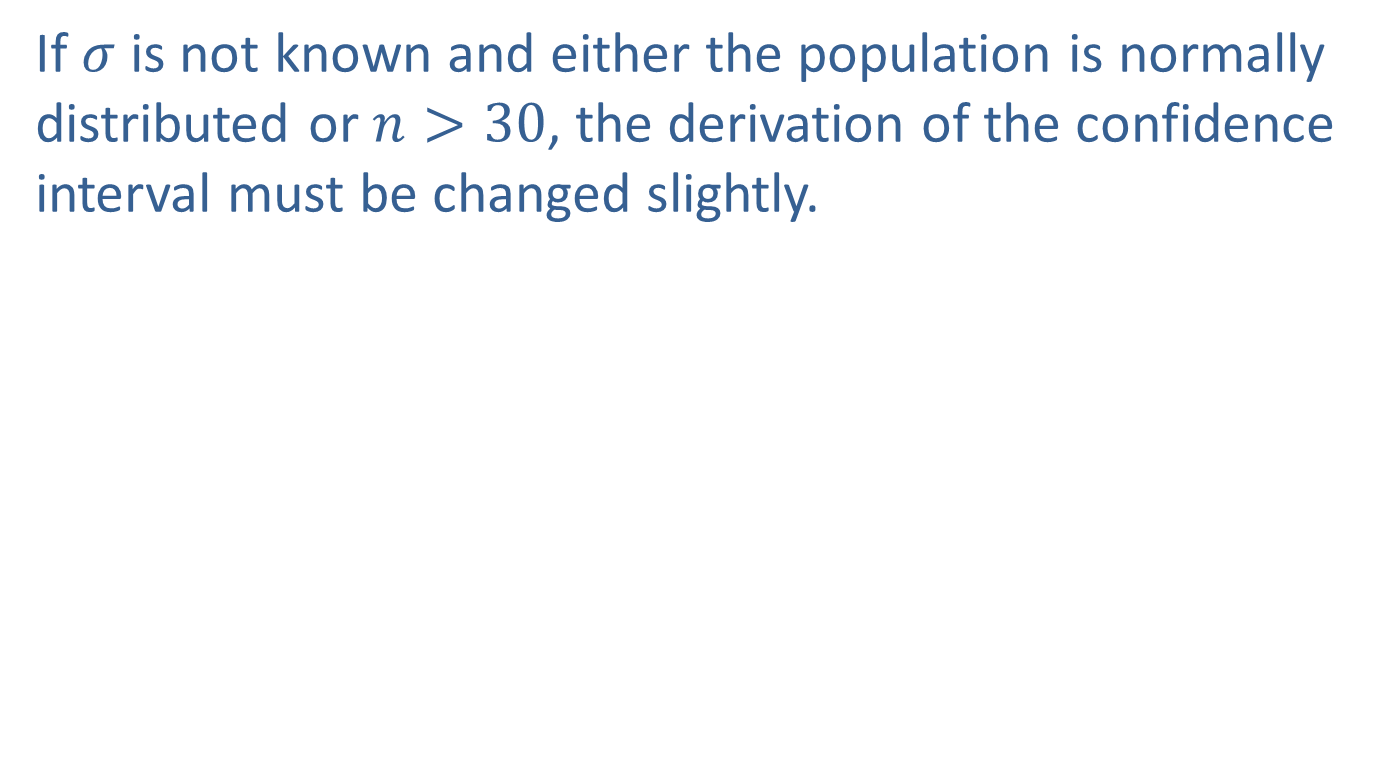 If 𝜎 is not known and either the population is normally
distributed or 𝑛 > 30, the derivation of the confidence
interval must be changed slightly.